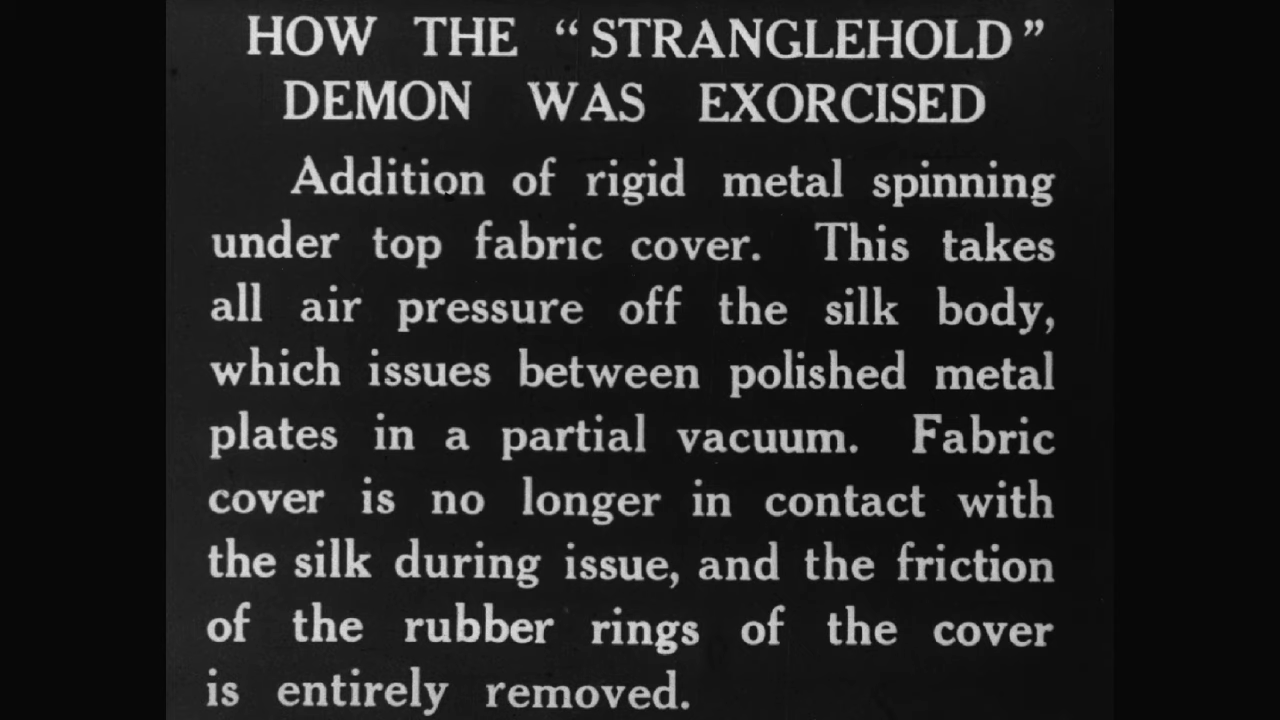 HOW THE “STRANGLEHOLD”
DEMON WAS EXORCISED
Addition of rigid metal spinning
under top fabric cover. This takes
all air pressure off the silk body,
which issues between polished metal
plates in a partial vacuum. Fabric
cover is no longer in contact with
the silk during issue, and the friction
of the rubber rings of the cover
is entirely removed.